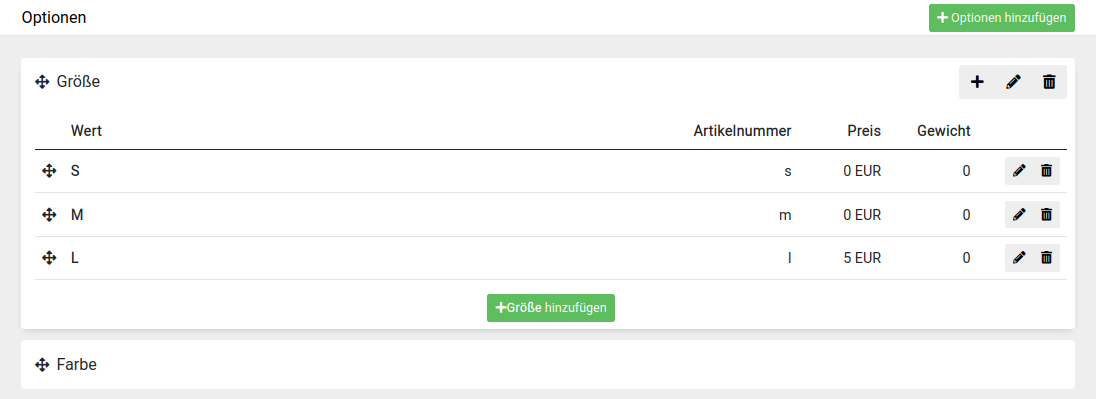 Optionen
Optionen hinzufügen
Größe
Wert Artikelnummer Preis Gewicht
S s 0 EUR 0
M m 0 EUR 0
L l 5 EUR 0
Größe hinzufügen
Farbe